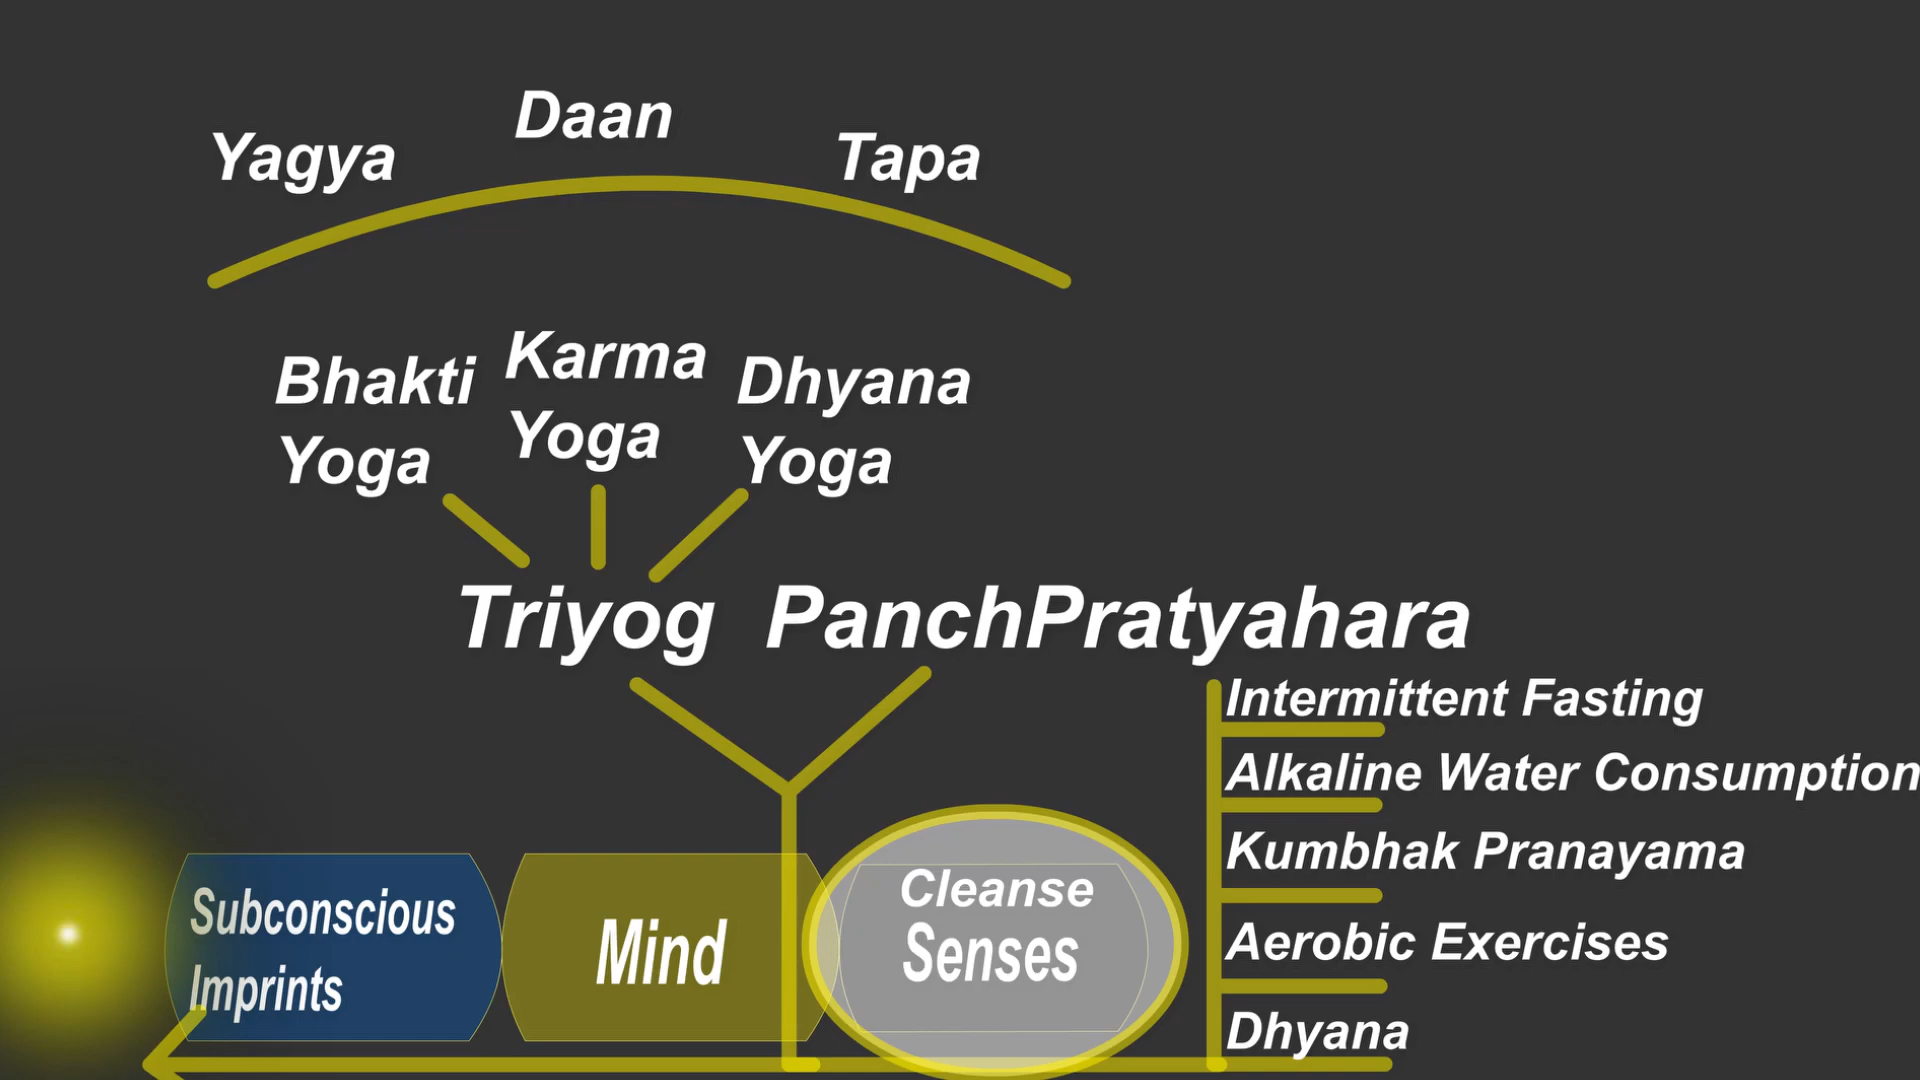 Yagya
Daan
Tapa
Bhakti
Yoga
Karma
Yoga
Dhyana
Yoga
Triyog
PanchPratyahara
Intermittent Fasting
Alkaline Water Consumption
Kumbhak Pranayama
Aerobic Exercises
Dhyana
Subconscious
Imprints
Mind
Cleanse
Senses